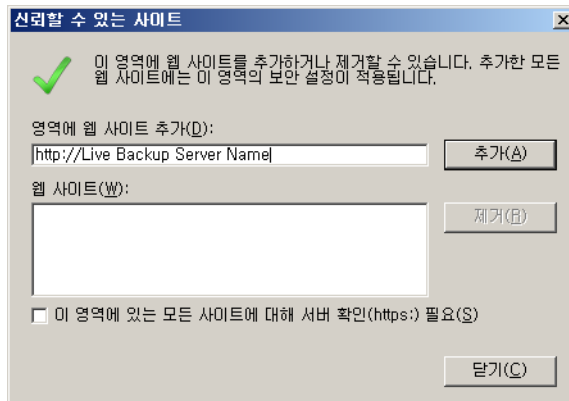 신뢰할 수 있는 사이트
이 영역에 웹 사이트를 추가하거나 제거할 수 있습니다. 추가한 모든
웹 사이트에는 이 영역의 보안 설정이 적용됩니다.
영역에 웹 사이트 추가(D):
http://Live Backup Server Name
추가(A)
웹 사이트(W):
제거(R)
이 영역에 있는 모든 사이트에 대해 서버 확인(https:) 필요(S)
닫기(C)